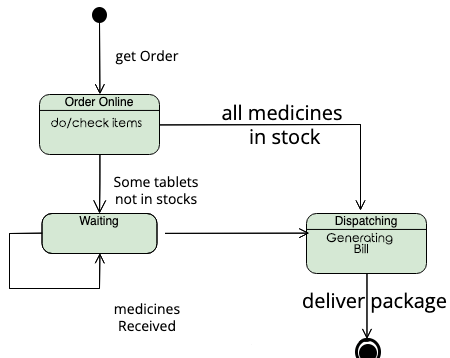 get Order
Order Online
do/check items
all medicines
in stock
Some tablets
not in stocks
Waiting
Dispatching
Generating
Bill
medicines
Received
deliver package